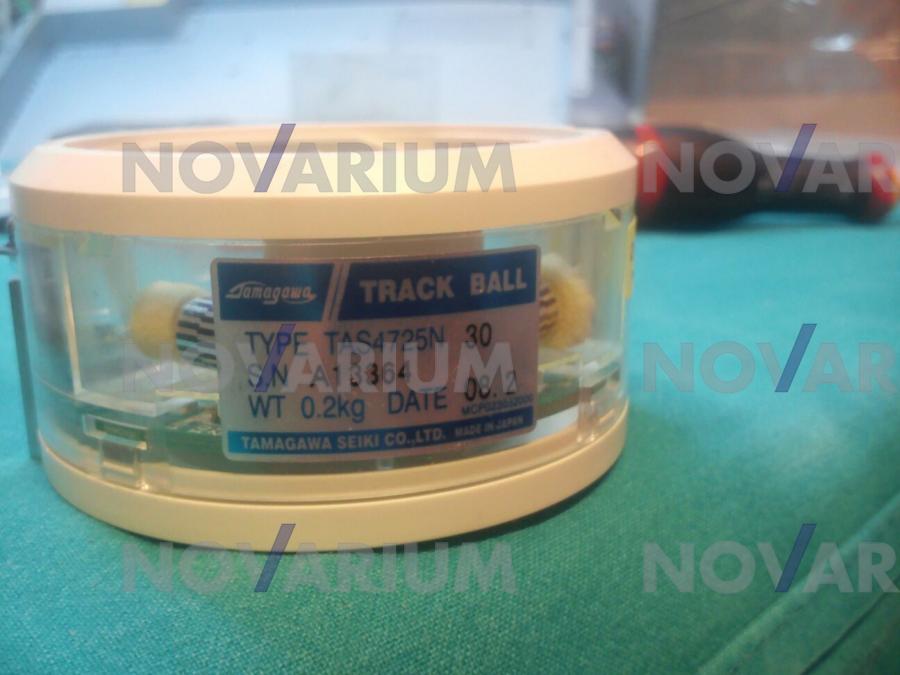 NOVARIUM NOVAR
Tamagawa TRACK BALL
TYPE TAS4725N 30
S/N A13864
WT 0.2kg DATE 08.2
TAMAGAWA SEIKI CO.,LTD. MADE IN JAPAN
NOVARIUM NOVAR
NOVARIUM NOVAR